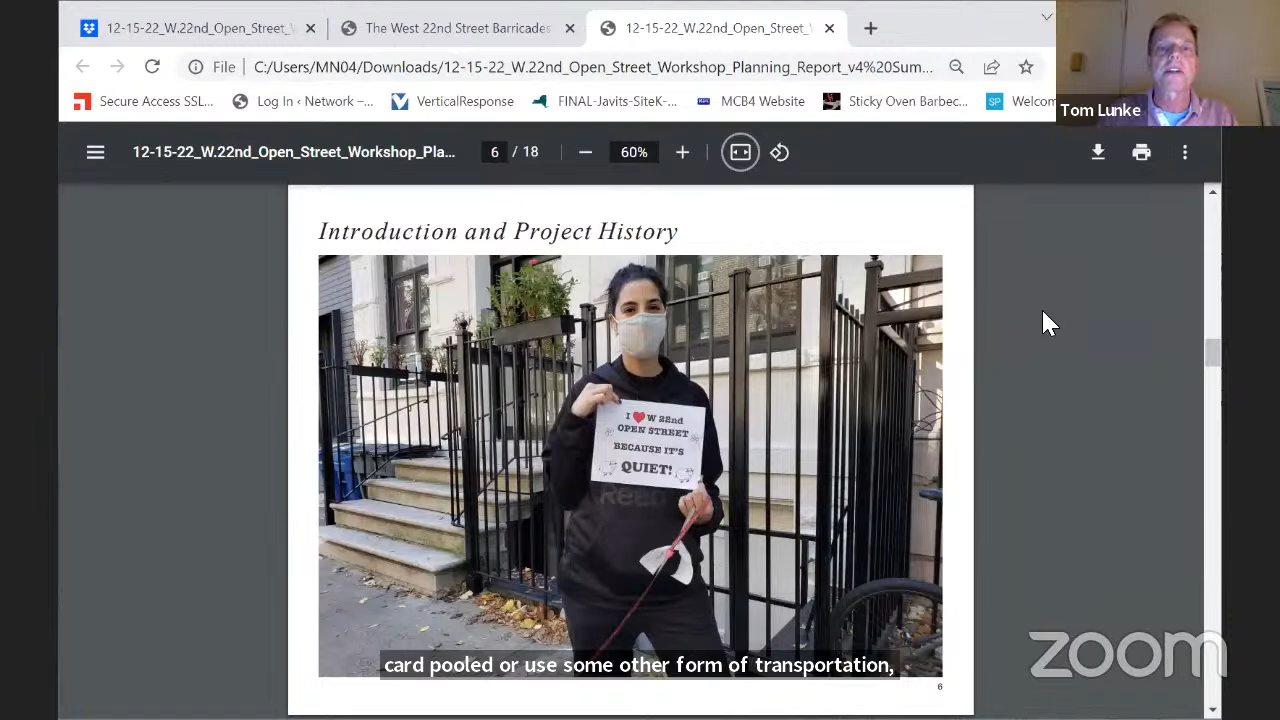 12-15-22_W.22nd_Open_Street_
The West 22nd Street Barricades
12-15-22_W.22nd_Open_Street_
File
C:/Users/MN04/Downloads/12-15-22_W.22nd_Open_Street_Workshop_Planning_Report_v4%20Sum...
Secure Access SSL...
Log In ‹ Network –...
VerticalResponse
FINAL-Javits-SiteK-...
MCB4 Website
Sticky Oven Barbec...
SP
Welcom
Tom Lunke
12-15-22_W.22nd_Open_Street_Workshop_Pla...
6 / 18
60%
Introduction and Project History
I ❤ W 22nd
OPEN STREET
BECAUSE IT'S
QUIET!
card pooled or use some other form of transportation,
6
zoom